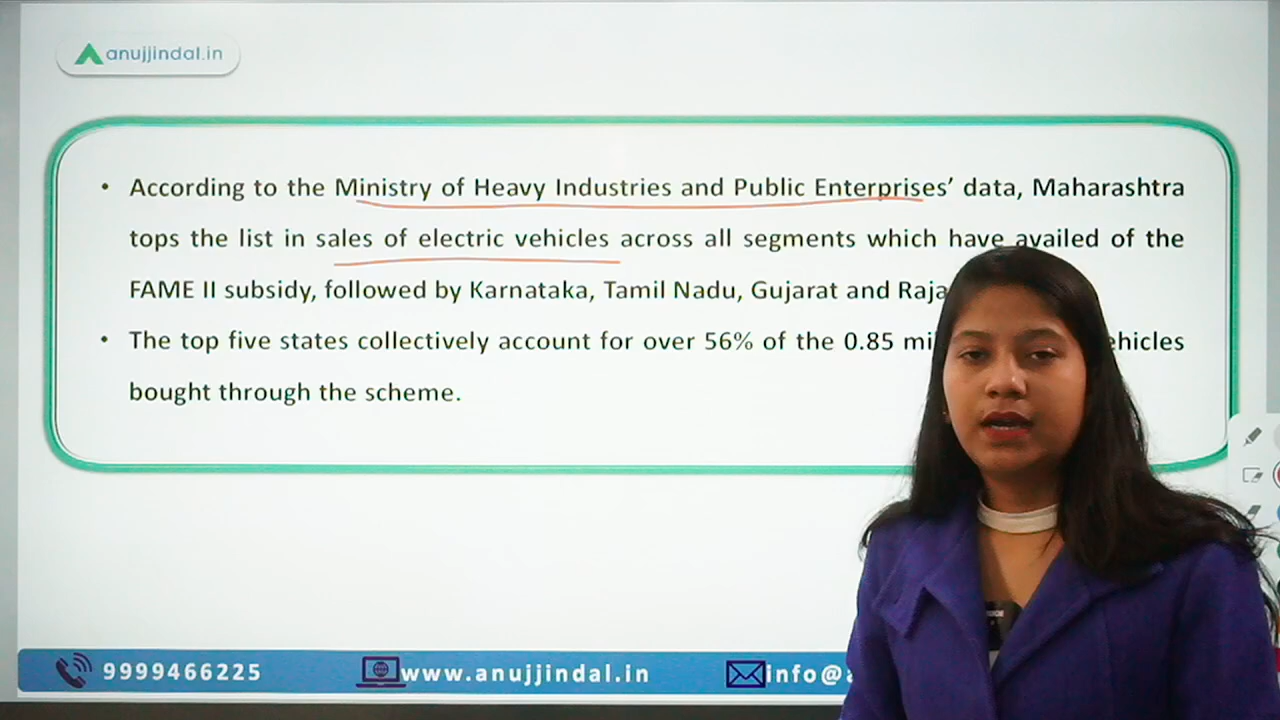 anujjindal.in
• According to the Ministry of Heavy Industries and Public Enterprises’ data, Maharashtra
tops the list in sales of electric vehicles across all segments which have availed of the
FAME II subsidy, followed by Karnataka, Tamil Nadu, Gujarat and
• The top five states collectively account for over 56% of the 0.85
bought through the scheme.
9999466225 www.anujjindal.in